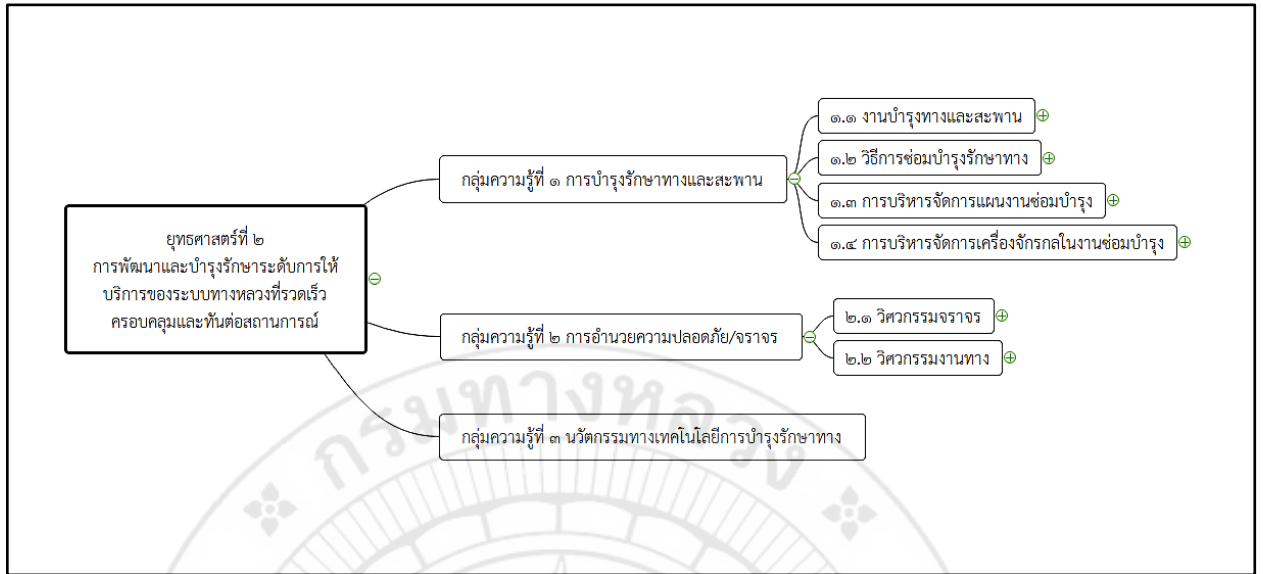 ยุทธศาสตร์ที่ ๒
การพัฒนาและบำรุงรักษาระดับการให้
บริการของระบบทางหลวงที่รวดเร็ว
ครอบคลุมและทันต่อสถานการณ์
กลุ่มความรู้ที่ ๑ การบำรุงรักษาทางและสะพาน
๑.๑ งานบำรุงทางและสะพาน
๑.๒ วิธีการซ่อมบำรุงรักษาทาง
๑.๓ การบริหารจัดการแผนงานซ่อมบำรุง
๑.๔ การบริหารจัดการเครื่องจักรกลในงานซ่อมบำรุง
กลุ่มความรู้ที่ ๒ การอำนวยความปลอดภัย/จราจร
๒.๑ วิศวกรรมจราจร
๒.๒ วิศวกรรมงานทาง
กลุ่มความรู้ที่ ๓ นวัตกรรมทางเทคโนโลยีการบำรุงรักษาทาง
กรมทางหลวง